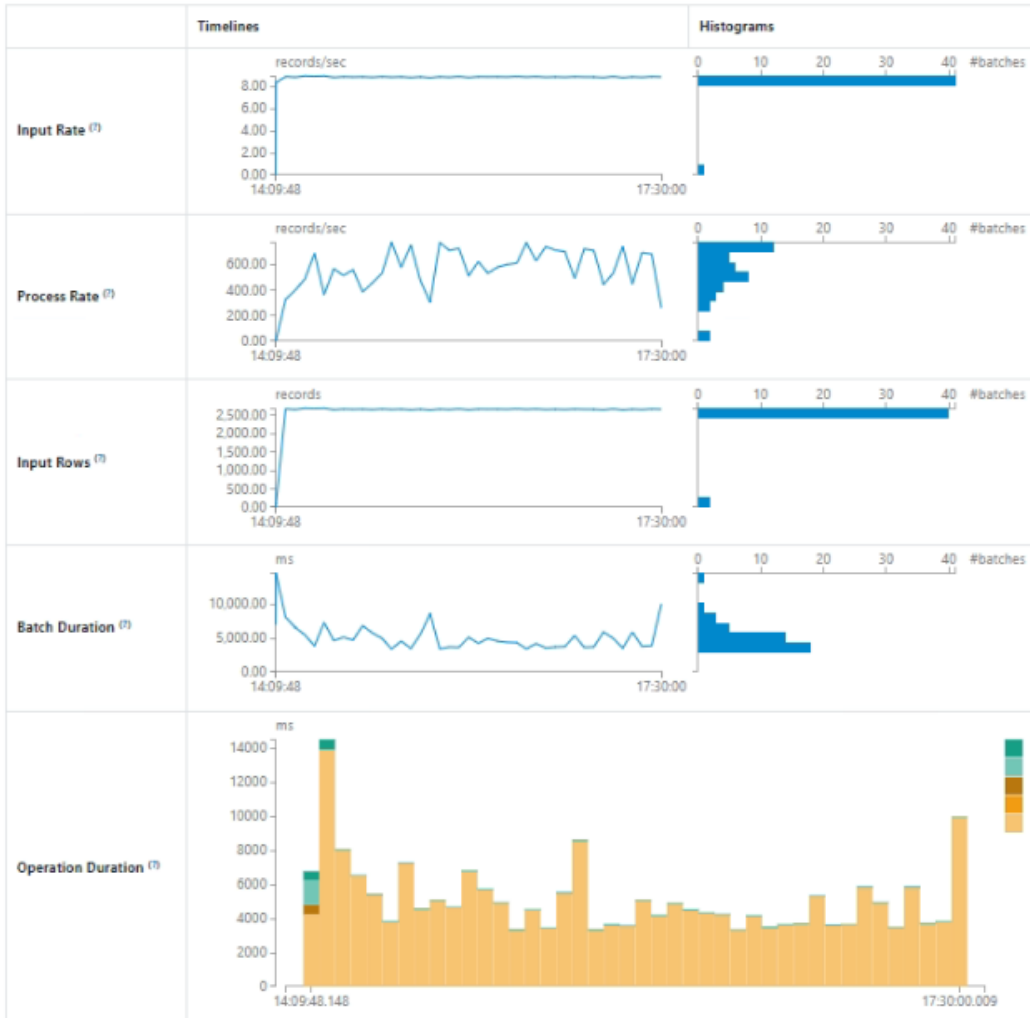 Timelines Histograms
Input Rate (?)
records/sec
8.00
6.00
4.00
2.00
0.00
14:09:48 17:30:00
0 10 20 30 40 #batches
Process Rate (?)
records/sec
600.00
400.00
200.00
0.00
14:09:48 17:30:00
0 10 20 30 40 #batches
Input Rows (?)
records
2,500.00
2,000.00
1,500.00
1,000.00
500.00
0.00
14:09:48 17:30:00
0 10 20 30 40 #batches
Batch Duration (?)
ms
10,000.00
5,000.00
0.00
14:09:48 17:30:00
0 10 20 30 40 #batches
Operation Duration (?)
ms
14000
12000
10000
8000
6000
4000
2000
0
14:09:48.148 17:30:00.009